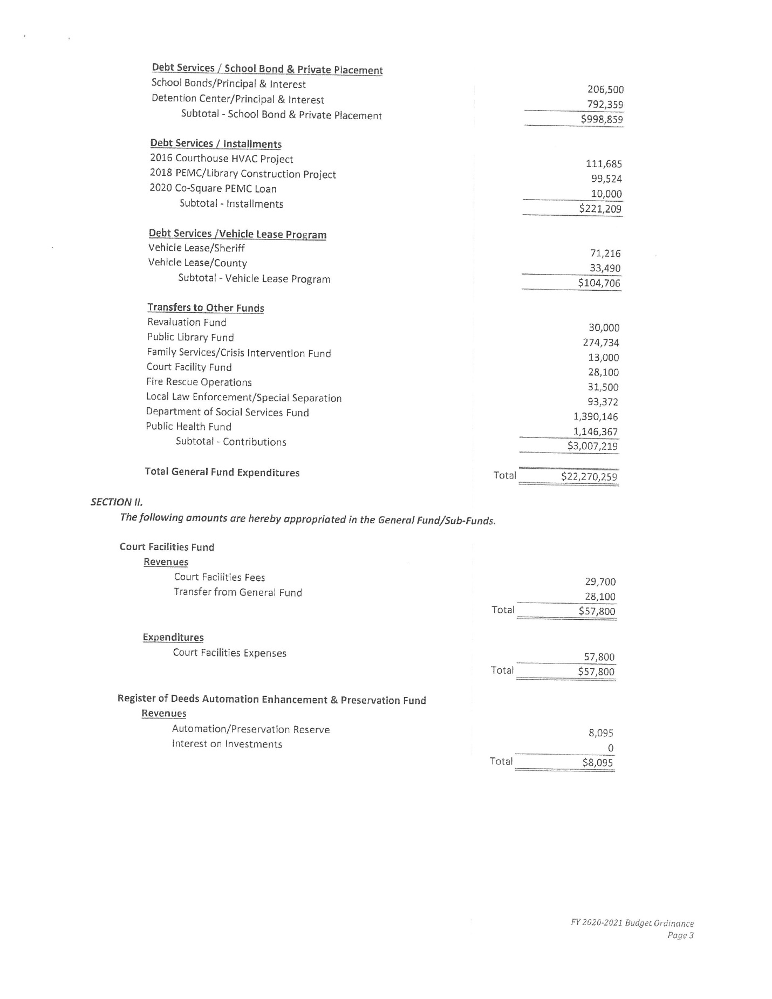 Debt Services / School Bond & Private Placement
School Bonds/Principal & Interest 206,500
Detention Center/Principal & Interest 792,359
Subtotal - School Bond & Private Placement $998,859
Debt Services / Installments
2016 Courthouse HVAC Project 111,685
2018 PEMC/Library Construction Project 99,524
2020 Co-Square PEMC Loan 10,000
Subtotal - Installments $221,209
Debt Services /Vehicle Lease Program
Vehicle Lease/Sheriff 71,216
Vehicle Lease/County 33,490
Subtotal - Vehicle Lease Program $104,706
Transfers to Other Funds
Revaluation Fund 30,000
Public Library Fund 274,734
Family Services/Crisis Intervention Fund 13,000
Court Facility Fund 28,100
Fire Rescue Operations 31,500
Local Law Enforcement/Special Separation 93,372
Department of Social Services Fund 1,390,146
Public Health Fund 1,146,367
Subtotal - Contributions $3,007,219
Total General Fund Expenditures Total $22,270,259
SECTION II.
The following amounts are hereby appropriated in the General Fund/Sub-Funds.
Court Facilities Fund
Revenues
Court Facilities Fees 29,700
Transfer from General Fund 28,100
Total $57,800
Expenditures
Court Facilities Expenses 57,800
Total $57,800
Register of Deeds Automation Enhancement & Preservation Fund
Revenues
Automation/Preservation Reserve 8,095
Interest on Investments 0
Total $8,095
FY 2020-2021 Budget Ordinance
Page 3